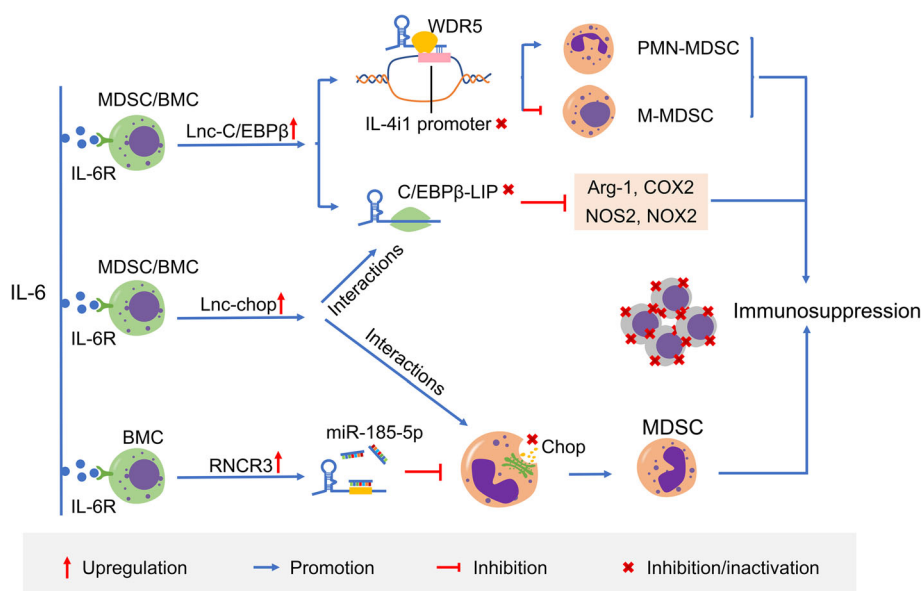 WDR5
PMN-MDSC
MDSC/BMC
Lnc-C/EBPβ
IL-6R
IL-4i1 promoter
M-MDSC
C/EBPβ-LIP
Arg-1, COX2
NOS2, NOX2
IL-6
MDSC/BMC
Lnc-chop
IL-6R
Interactions
Interactions
Immunosuppression
BMC
RNCR3
IL-6R
miR-185-5p
Chop
MDSC
Upregulation
Promotion
Inhibition
Inhibition/inactivation